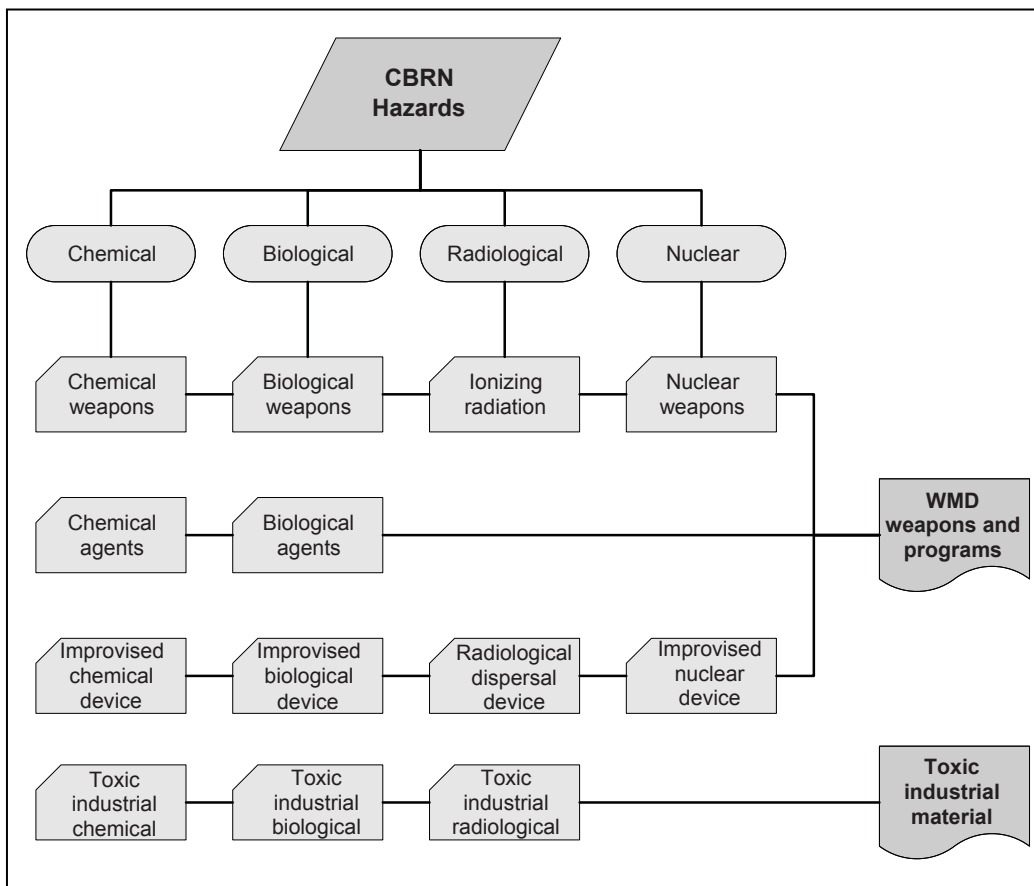 CBRN
Hazards
Chemical
Biological
Radiological
Nuclear
Chemical
weapons
Biological
weapons
Ionizing
radiation
Nuclear
weapons
Chemical
agents
Biological
agents
WMD
weapons and
programs
Improvised
chemical
device
Improvised
biological
device
Radiological
dispersal
device
Improvised
nuclear
device
Toxic
industrial
chemical
Toxic
industrial
biological
Toxic
industrial
radiological
Toxic
industrial
material